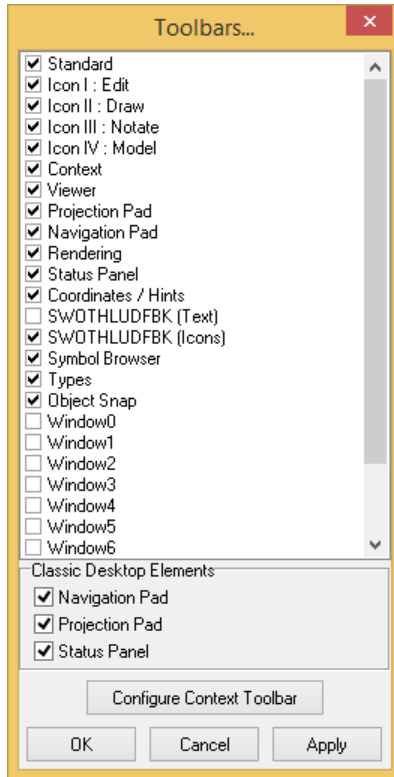 Toolbars...
Standard
Icon I : Edit
Icon II : Draw
Icon III : Notate
Icon IV : Model
Context
Viewer
Projection Pad
Navigation Pad
Rendering
Status Panel
Coordinates / Hints
SWOTHLUDFBK (Text)
SWOTHLUDFBK (Icons)
Symbol Browser
Types
Object Snap
Window0
Window1
Window2
Window3
Window4
Window5
Window6
Classic Desktop Elements
Navigation Pad
Projection Pad
Status Panel
Configure Context Toolbar
OK Cancel Apply